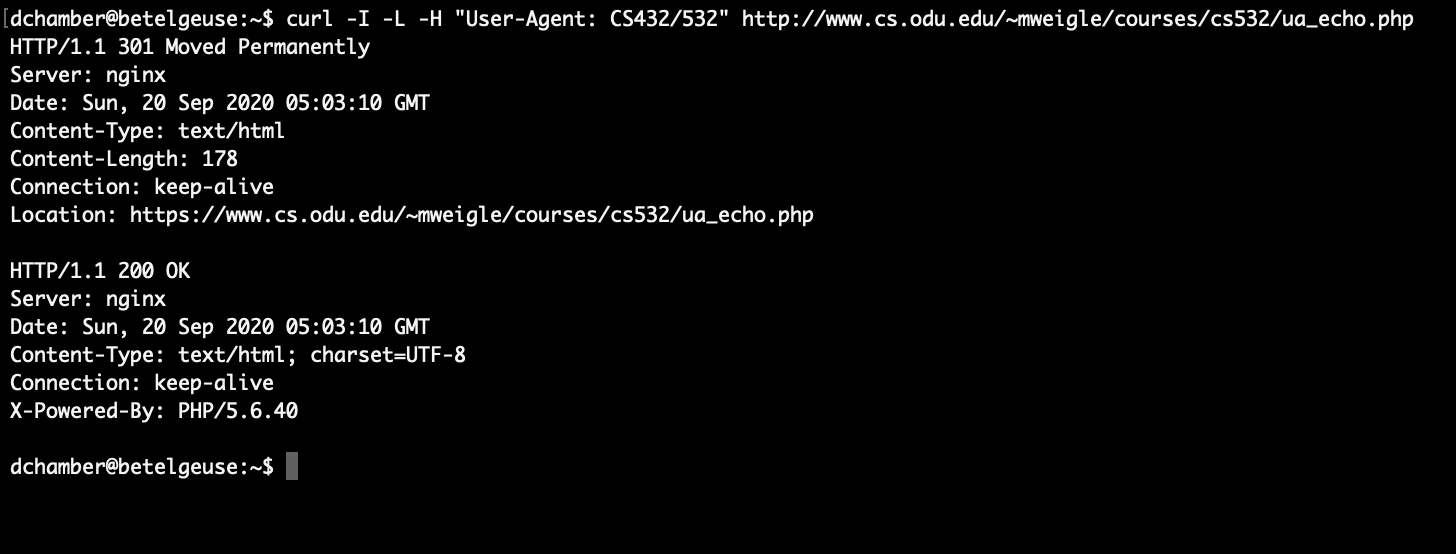 dchamber@betelgeuse:~$ curl -I -L -H "User-Agent: CS432/532" http://www.cs.odu.edu/~mweigle/courses/cs532/ua_echo.php
HTTP/1.1 301 Moved Permanently
Server: nginx
Date: Sun, 20 Sep 2020 05:03:10 GMT
Content-Type: text/html
Content-Length: 178
Connection: keep-alive
Location: https://www.cs.odu.edu/~mweigle/courses/cs532/ua_echo.php
HTTP/1.1 200 OK
Server: nginx
Date: Sun, 20 Sep 2020 05:03:10 GMT
Content-Type: text/html; charset=UTF-8
Connection: keep-alive
X-Powered-By: PHP/5.6.40
dchamber@betelgeuse:~$